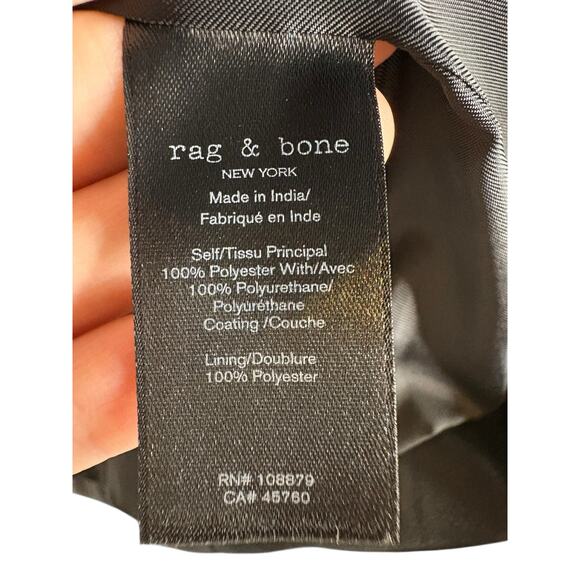 rag & bone
NEW YORK
Made in India/
Fabriqué en Inde
Self/Tissu Principal
100% Polyester With/Avec
100% Polyurethane/
Polyuréthane
Coating /Couche
Lining/Doublure
100% Polyester
RN# 108879
CA# 45760